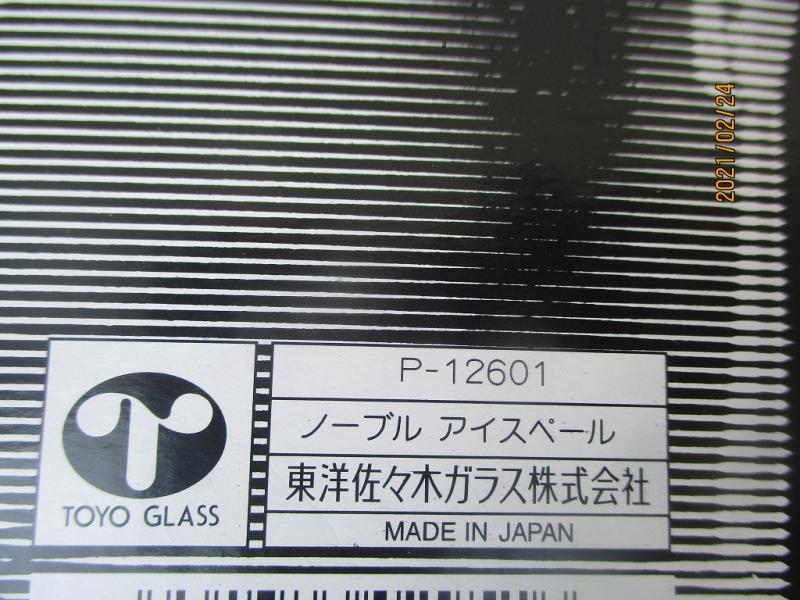 2021/02/24
P-12601
ノーブル アイスペール
東洋佐々木ガラス株式会社
MADE IN JAPAN
TOYO GLASS